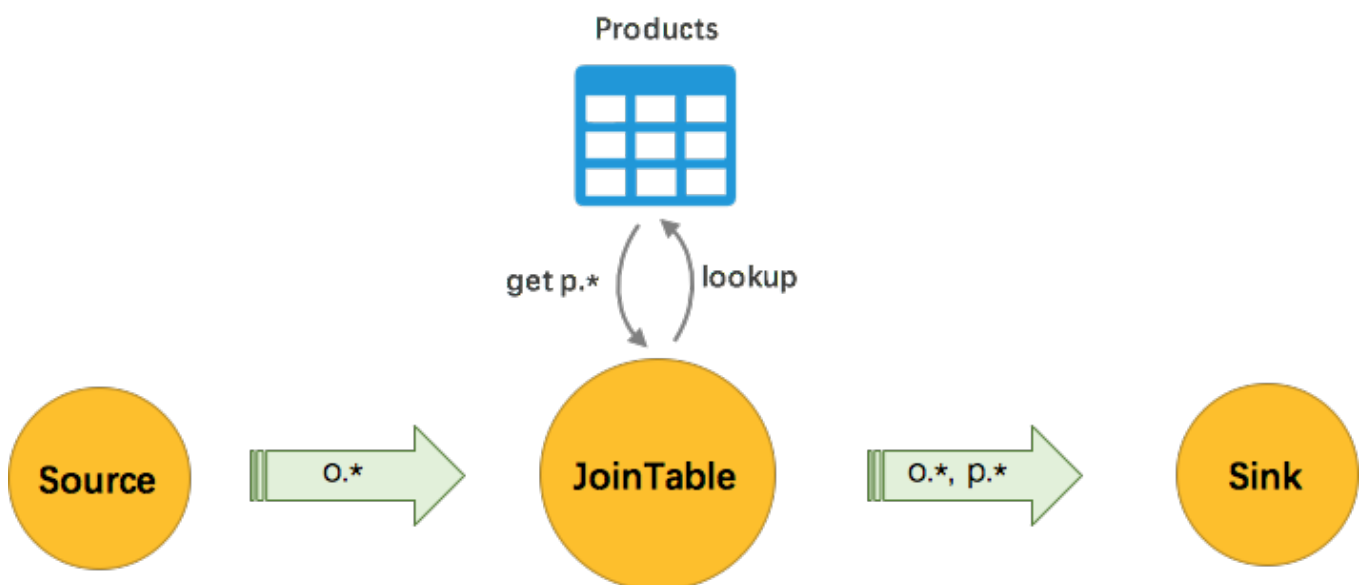 Products
get p.*
lookup
Source
o.*
JoinTable
o.*, p.*
Sink